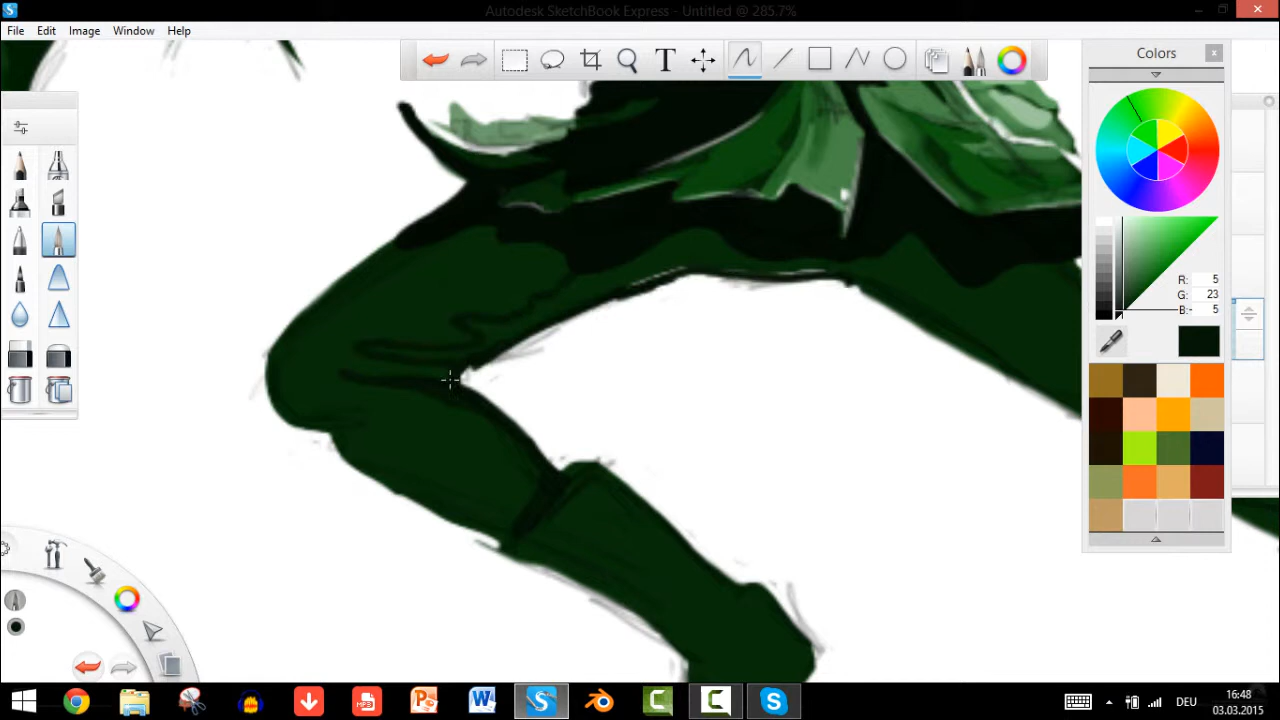 Autodesk SketchBook Express - Untitled @ 285.7%
File Edit Image Window Help
T
Colors
R: 5
G: 23
B: 5
MP3
DEU
16:48
03.03.2015